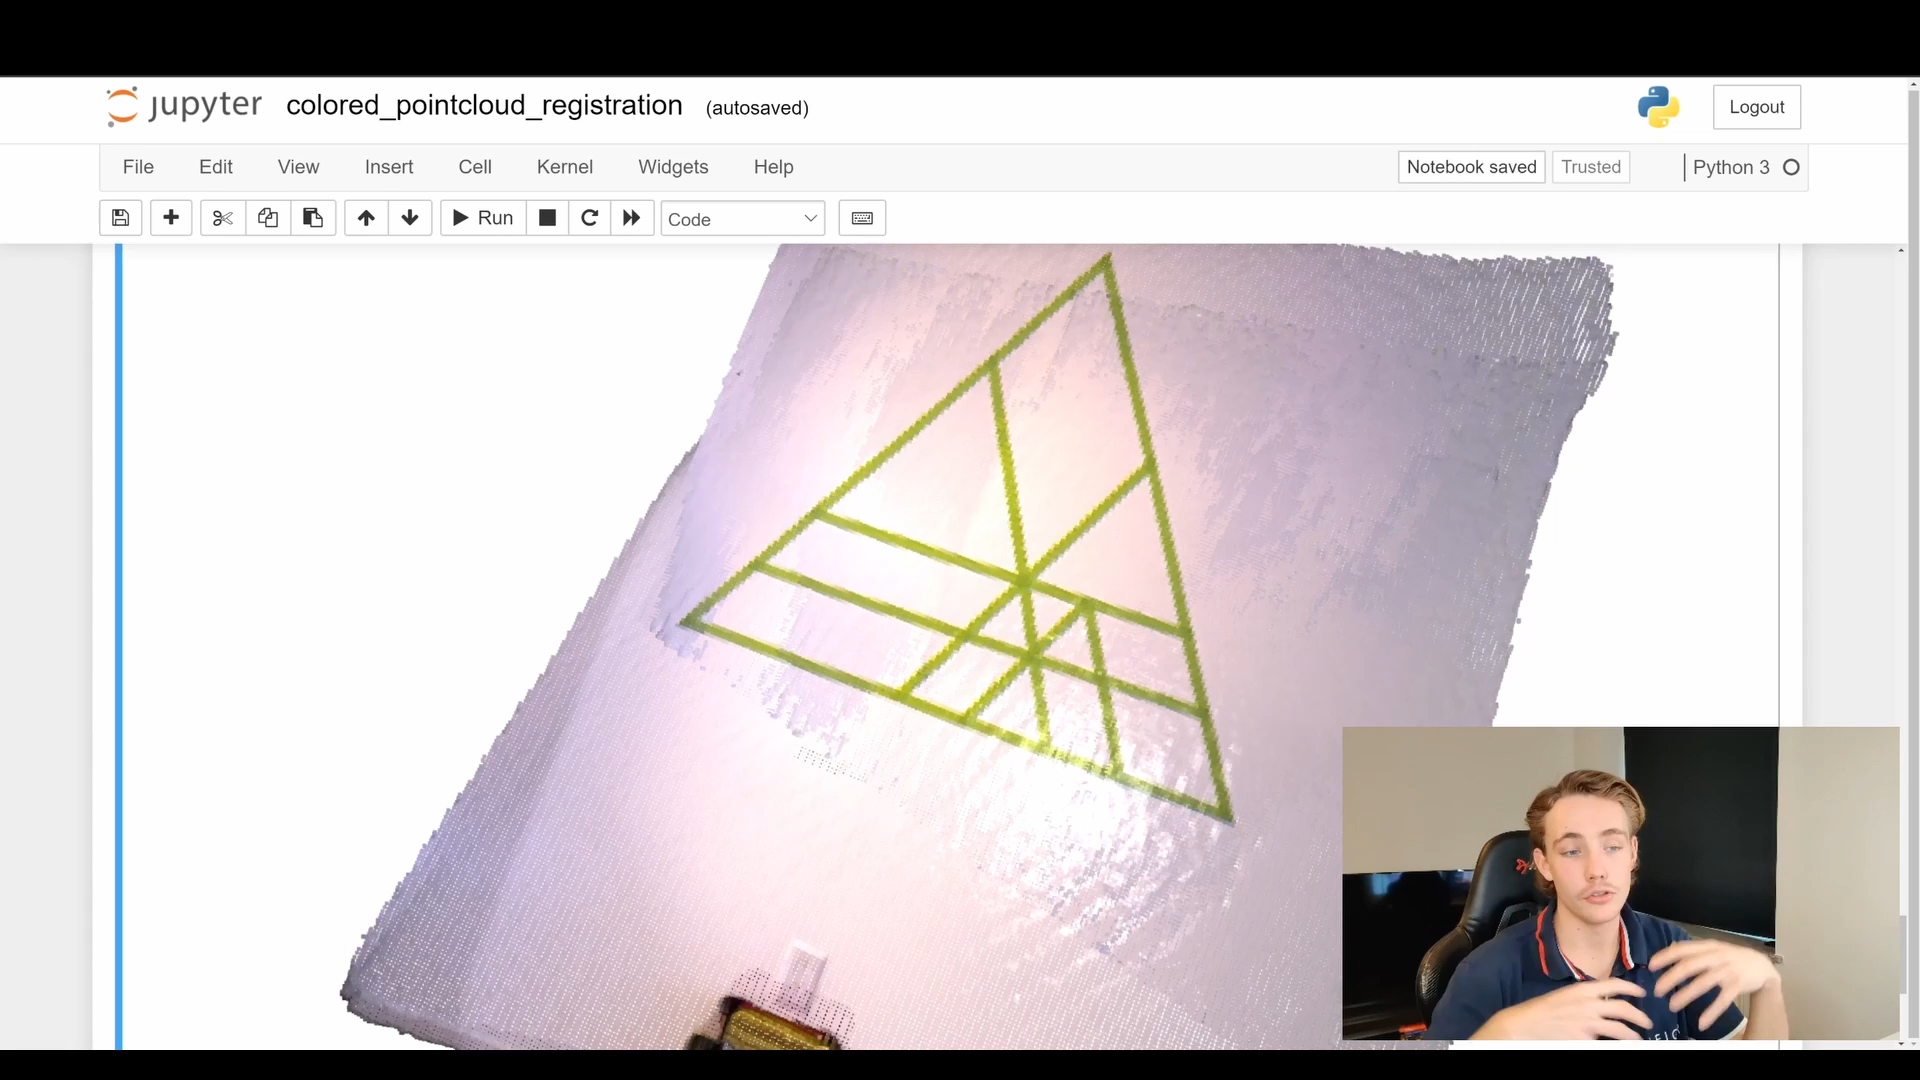 jupyter colored_pointcloud_registration (autosaved) Logout
File Edit View Insert Cell Kernel Widgets Help Notebook saved Trusted Python 3
Run Code